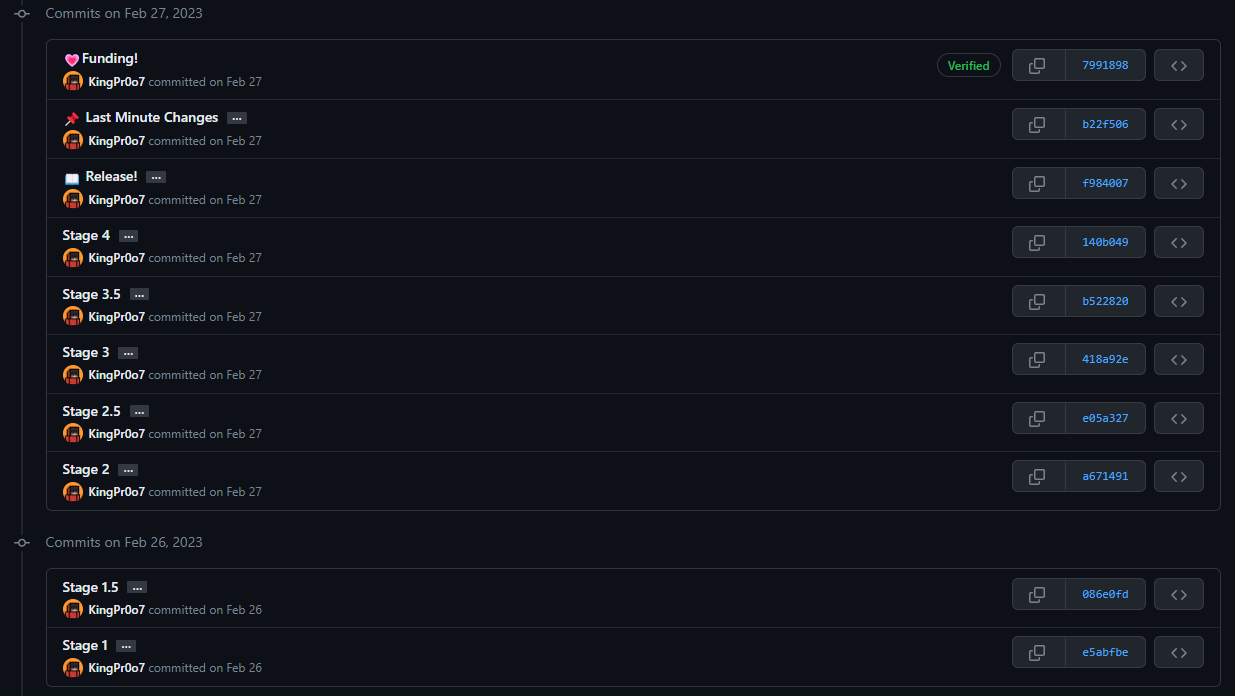 Commits on Feb 27, 2023
💗Funding!
Verified
7991898
KingPr0o7 committed on Feb 27
📌 Last Minute Changes ...
b22f506
KingPr0o7 committed on Feb 27
📖 Release! ...
f984007
KingPr0o7 committed on Feb 27
Stage 4 ...
140b049
KingPr0o7 committed on Feb 27
Stage 3.5 ...
b522820
KingPr0o7 committed on Feb 27
Stage 3 ...
418a92e
KingPr0o7 committed on Feb 27
Stage 2.5 ...
e05a327
KingPr0o7 committed on Feb 27
Stage 2 ...
a671491
KingPr0o7 committed on Feb 27
Commits on Feb 26, 2023
Stage 1.5 ...
086e0fd
KingPr0o7 committed on Feb 26
Stage 1 ...
e5abfbe
KingPr0o7 committed on Feb 26